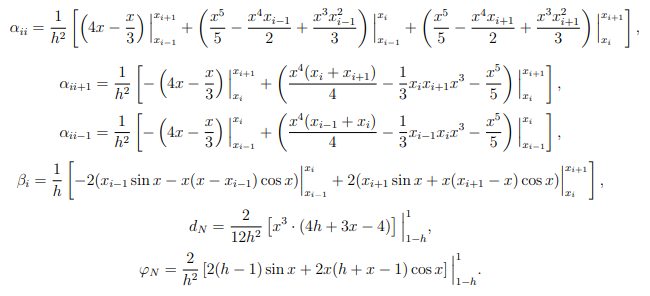 \alpha_{ii} = \frac{1}{h^2} \left[ \left( 4x - \frac{x}{3} \right) \Big|_{x_{i-1}}^{x_{i+1}} + \left( \frac{x^5}{5} - \frac{x^4 x_{i-1}}{2} + \frac{x^3 x_{i-1}^2}{3} \right) \Big|_{x_{i-1}}^{x_i} + \left( \frac{x^5}{5} - \frac{x^4 x_{i+1}}{2} + \frac{x^3 x_{i+1}^2}{3} \right) \Big|_{x_i}^{x_{i+1}} \right],
\alpha_{ii+1} = \frac{1}{h^2} \left[ - \left( 4x - \frac{x}{3} \right) \Big|_{x_i}^{x_{i+1}} + \left( \frac{x^4 (x_i + x_{i+1})}{4} - \frac{1}{3} x_i x_{i+1} x^3 - \frac{x^5}{5} \right) \Big|_{x_i}^{x_{i+1}} \right],
\alpha_{ii-1} = \frac{1}{h^2} \left[ - \left( 4x - \frac{x}{3} \right) \Big|_{x_{i-1}}^{x_i} + \left( \frac{x^4 (x_{i-1} + x_i)}{4} - \frac{1}{3} x_{i-1} x_i x^3 - \frac{x^5}{5} \right) \Big|_{x_{i-1}}^{x_i} \right],
\beta_i = \frac{1}{h} \left[ -2(x_{i-1} \sin x - x(x - x_{i-1}) \cos x) \Big|_{x_{i-1}}^{x_i} + 2(x_{i+1} \sin x + x(x_{i+1} - x) \cos x) \Big|_{x_i}^{x_{i+1}} \right],
d_N = \frac{2}{12h^2} \left[ x^3 \cdot (4h + 3x - 4) \right] \Big|_{1-h}^{1},
\varphi_N = \frac{2}{h^2} \left[ 2(h - 1) \sin x + 2x(h + x - 1) \cos x \right] \Big|_{1-h}^{1}.